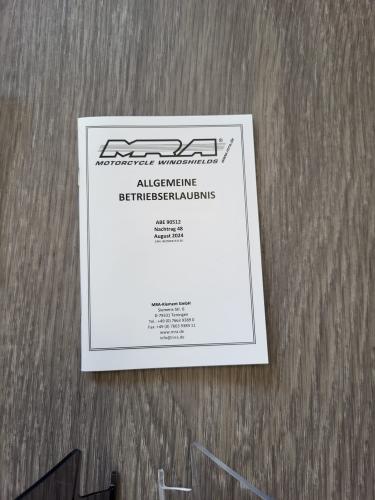 MRA®
www.mra.de
MOTORCYCLE WINDSHIELDS
ALLGEMEINE
BETRIEBSERLAUBNIS
ABE 90512
Nachtrag 48
August 2024
MRA-Klement GmbH
Siemens Str. 6
D-79331 Teningen
Tel.: +49 (0) 7663 9389 0
Fax: +49 (0) 7663 9389 11
www.mra.de
info@mra.de